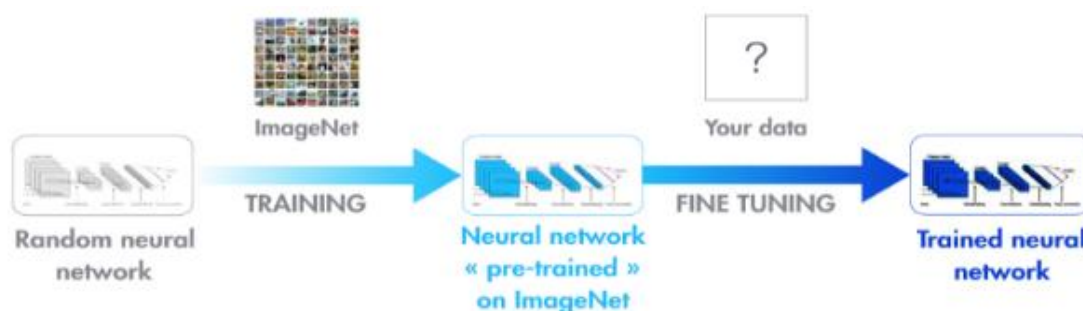 ?
ImageNet
Your data
TRAINING
FINE TUNING
Random neural
network
Neural network
« pre-trained »
on ImageNet
Trained neural
network